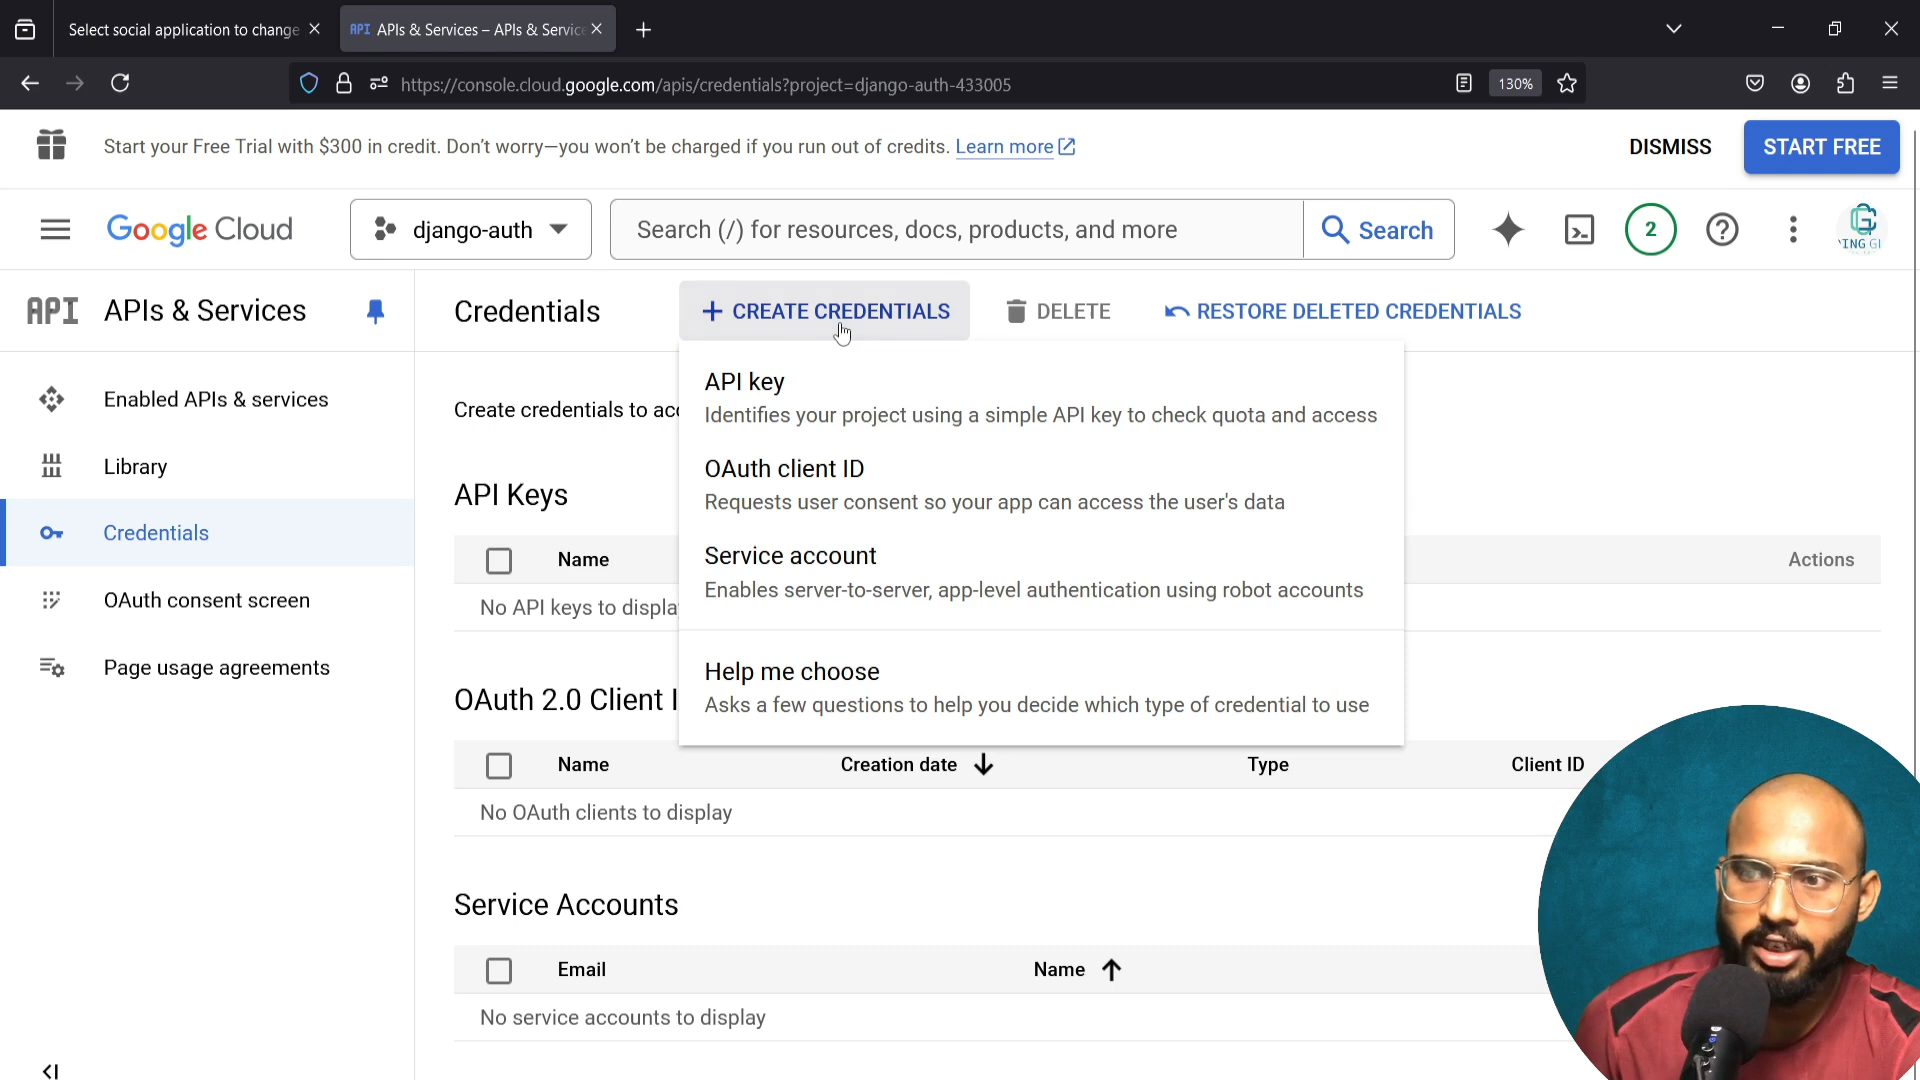 Select social application to change
API APIs & Services – APIs & Service
https://console.cloud.google.com/apis/credentials?project=django-auth-433005
130%
Start your Free Trial with $300 in credit. Don't worry—you won't be charged if you run out of credits. Learn more
DISMISS
START FREE
Google Cloud
django-auth
Search (/) for resources, docs, products, and more
Search
2
ING GI
API APIs & Services
Credentials
+ CREATE CREDENTIALS
DELETE
RESTORE DELETED CREDENTIALS
Enabled APIs & services
Library
Credentials
OAuth consent screen
Page usage agreements
Create credentials to acc
API key
Identifies your project using a simple API key to check quota and access
OAuth client ID
Requests user consent so your app can access the user's data
Service account
Enables server-to-server, app-level authentication using robot accounts
Help me choose
Asks a few questions to help you decide which type of credential to use
API Keys
Name
Actions
No API keys to displa
OAuth 2.0 Client I
Name
Creation date
Type
Client ID
No OAuth clients to display
Service Accounts
Email
Name
No service accounts to display